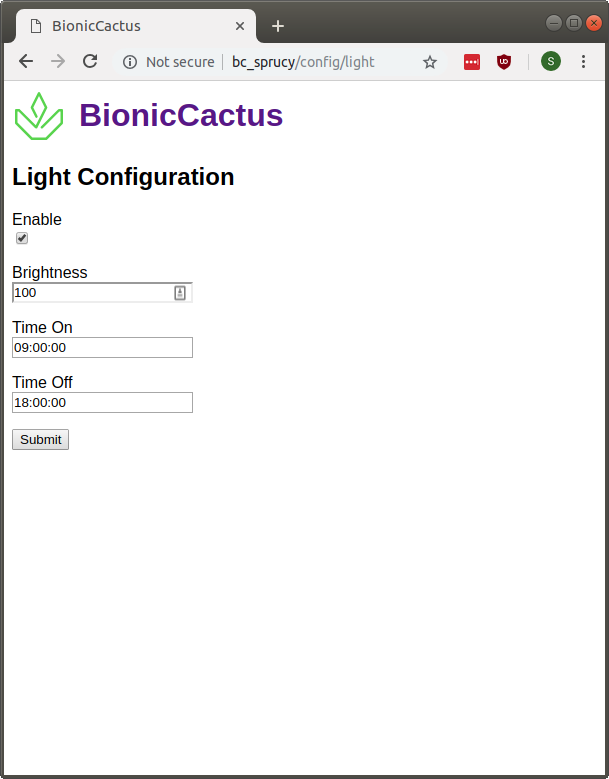 BionicCactus
Not secure bc_sprucy/config/light
S
BionicCactus
Light Configuration
Enable
Brightness
100
Time On
09:00:00
Time Off
18:00:00
Submit